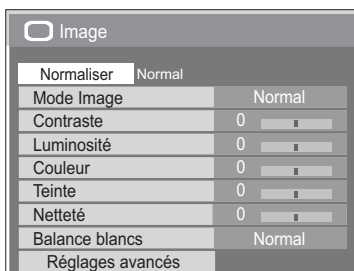 Image
Normaliser Normal
Mode Image Normal
Contraste 0
Luminosité 0
Couleur 0
Teinte 0
Netteté 0
Balance blancs Normal
Réglages avancés